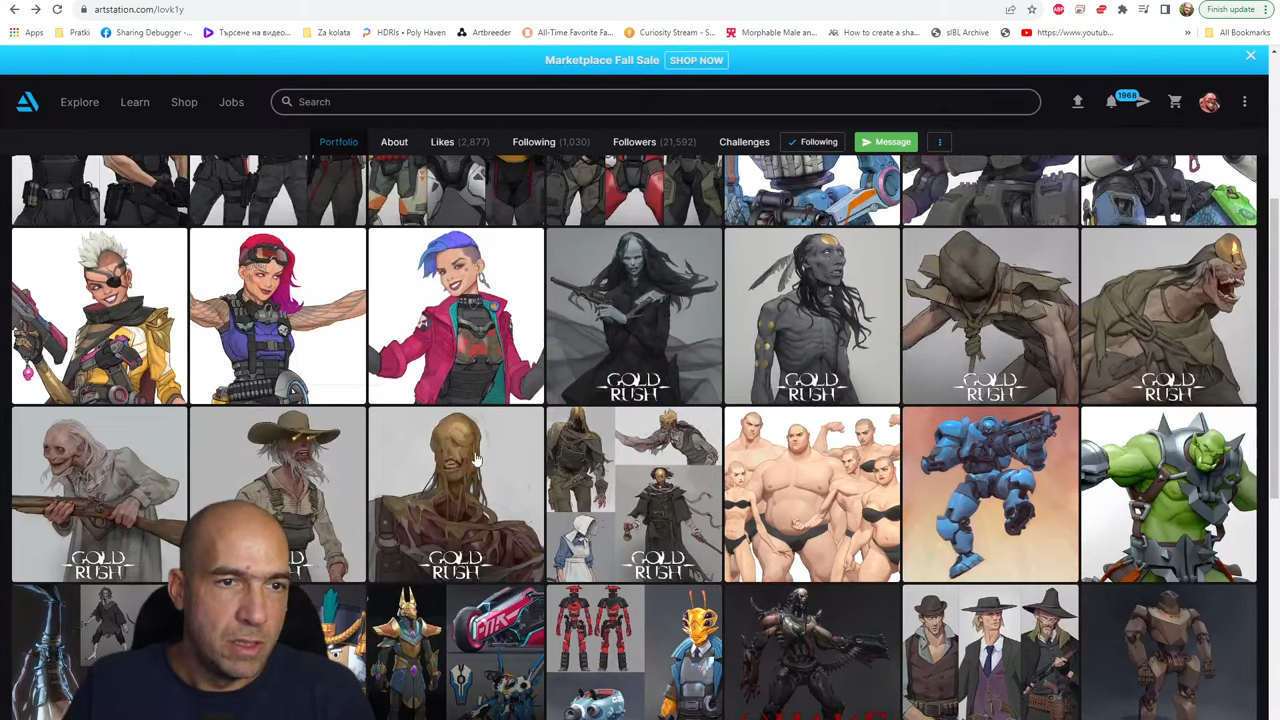 artstation.com/lovk1y
Finish update
Apps
Pratki
Sharing Debugger -...
Търсене на видео...
Za kolata
HDRIs | Poly Haven
Artbreeder
All-Time Favorite Fa...
Curiosity Stream - S...
Morphable Male an...
How to create a sha...
sIBL Archive
https://www.youtub...
All Bookmarks
Marketplace Fall Sale SHOP NOW
Explore
Learn
Shop
Jobs
Search
1968
Portfolio
About
Likes (2,877)
Following (1,030)
Followers (21,592)
Challenges
Following
Message
GOLD
RUSH
GOLD
RUSH
GOLD
RUSH
GOLD
RUSH
GOLD
RUSH
GOLD
RUSH
GOLD
RUSH